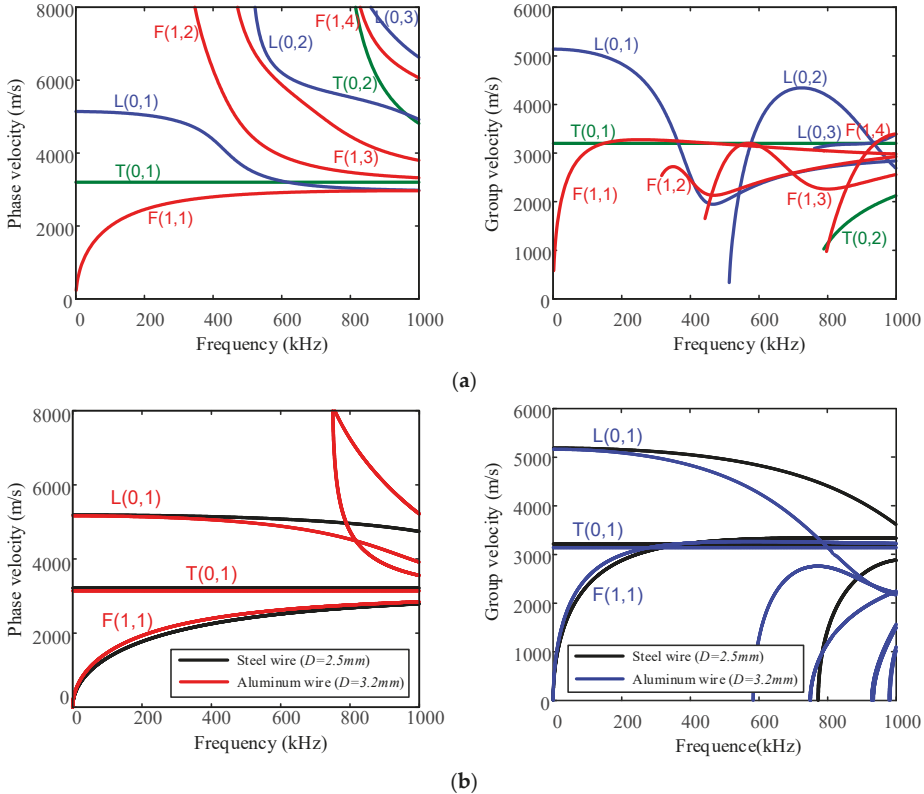 8000
6000
4000
2000
0
Phase velocity (m/s)
F(1,2)
L(0,2)
F(1,4)
L(0,3)
T(0,2)
L(0,1)
F(1,3)
T(0,1)
F(1,1)
0 200 400 600 800 1000
Frequency (kHz)
6000
5000
4000
3000
2000
1000
0
Group velocity (m/s)
L(0,1)
L(0,2)
T(0,1)
L(0,3)
F(1,4)
F(1,1)
F(1,2)
F(1,3)
T(0,2)
0 200 400 600 800 1000
Frequency (kHz)
(a)
8000
6000
4000
2000
0
Phase velocity (m/s)
L(0,1)
T(0,1)
F(1,1)
Steel wire (D=2.5mm)
Aluminum wire (D=3.2mm)
0 200 400 600 800 1000
Frequency (kHz)
6000
5000
4000
3000
2000
1000
0
Group velocity (m/s)
L(0,1)
T(0,1)
F(1,1)
Steel wire (D=2.5mm)
Aluminum wire (D=3.2mm)
0 200 400 600 800 1000
Frequence(kHz)
(b)